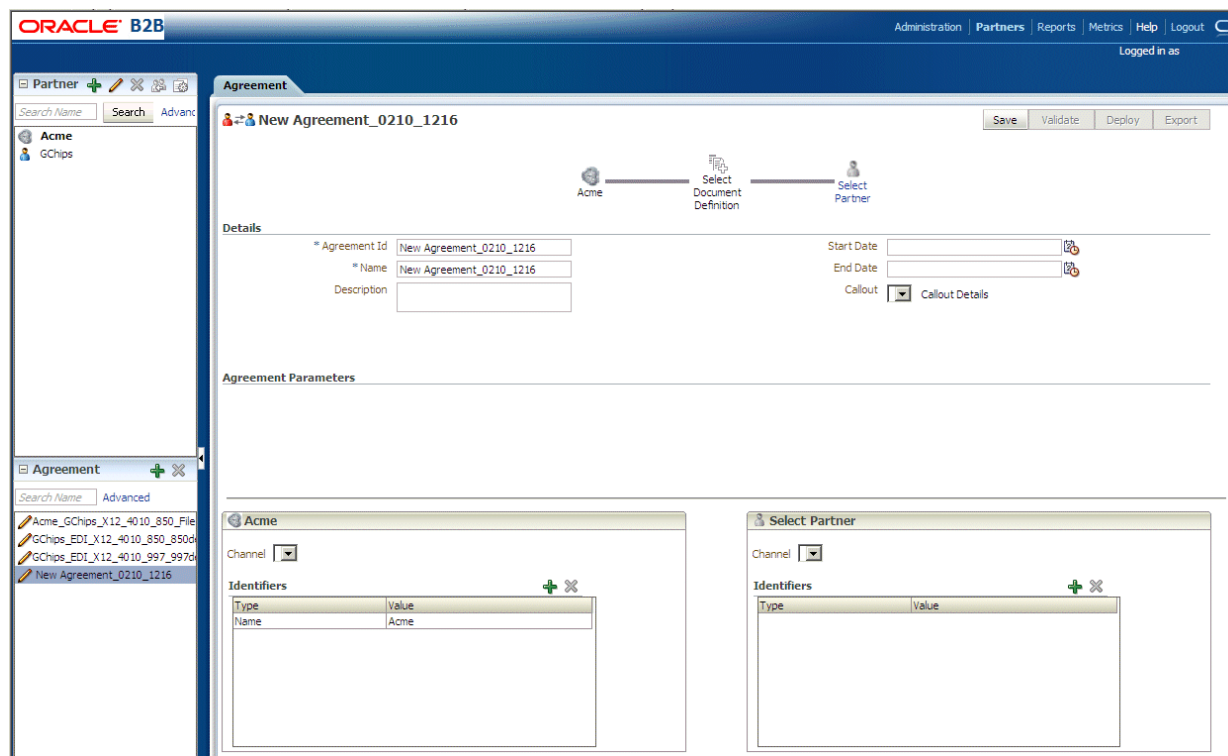 ORACLE B2B
Administration Partners Reports Metrics Help Logout
Logged in as
Partner
Search Name Search Advanc
Acme
GChips
Agreement
Search Name Advanced
Acme_GChips_X12_4010_850_File
GChips_EDI_X12_4010_850_850d
GChips_EDI_X12_4010_997_997d
New Agreement_0210_1216
Agreement
New Agreement_0210_1216
Save Validate Deploy Export
Acme
Select
Document
Definition
Select
Partner
Details
* Agreement Id New Agreement_0210_1216
* Name New Agreement_0210_1216
Description
Start Date
End Date
Callout Callout Details
Agreement Parameters
Acme
Channel
Identifiers
Type Value
Name Acme
Select Partner
Channel
Identifiers
Type Value